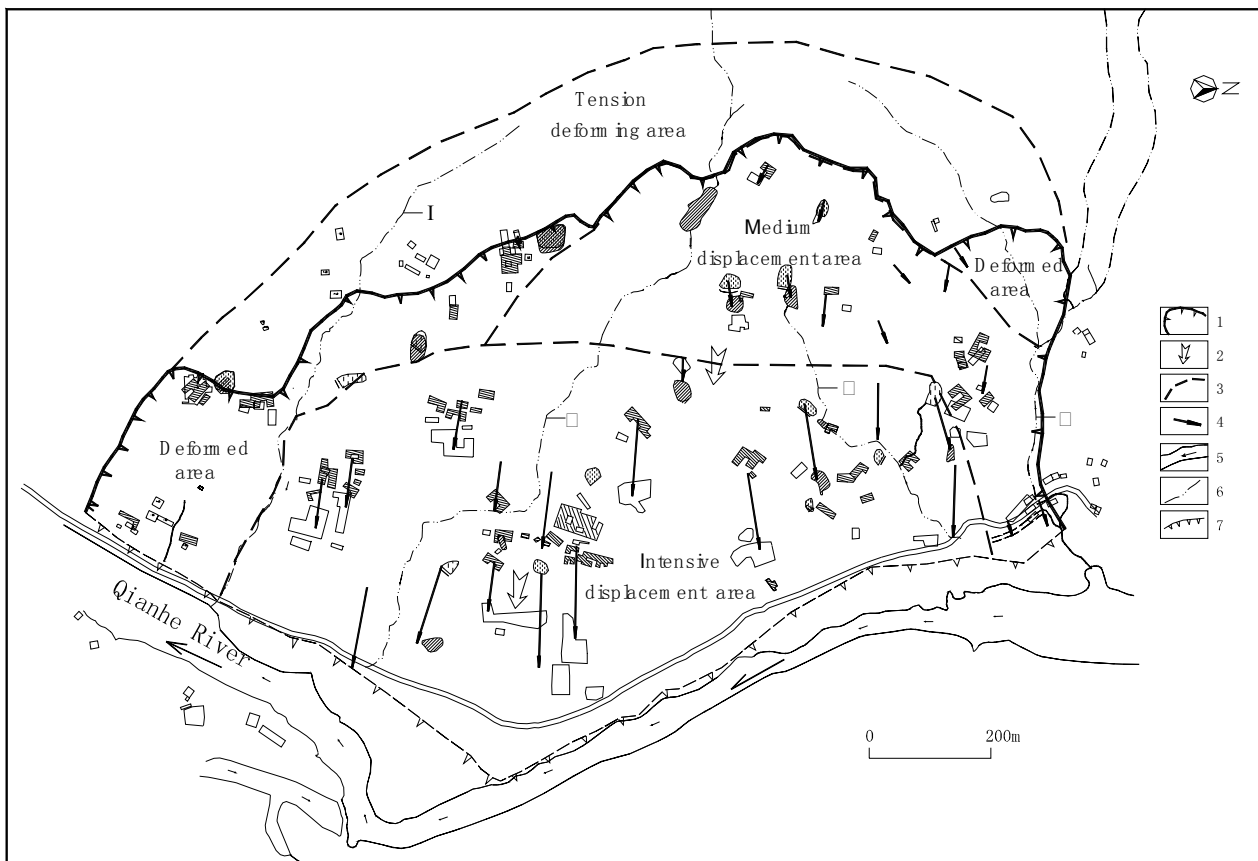 Tension
deforming area
N
I
Medium
displacement area
Deformed
area
Deformed
area
Intensive
displacement area
Qianhe River
0 200m
1
2
3
4
5
6
7